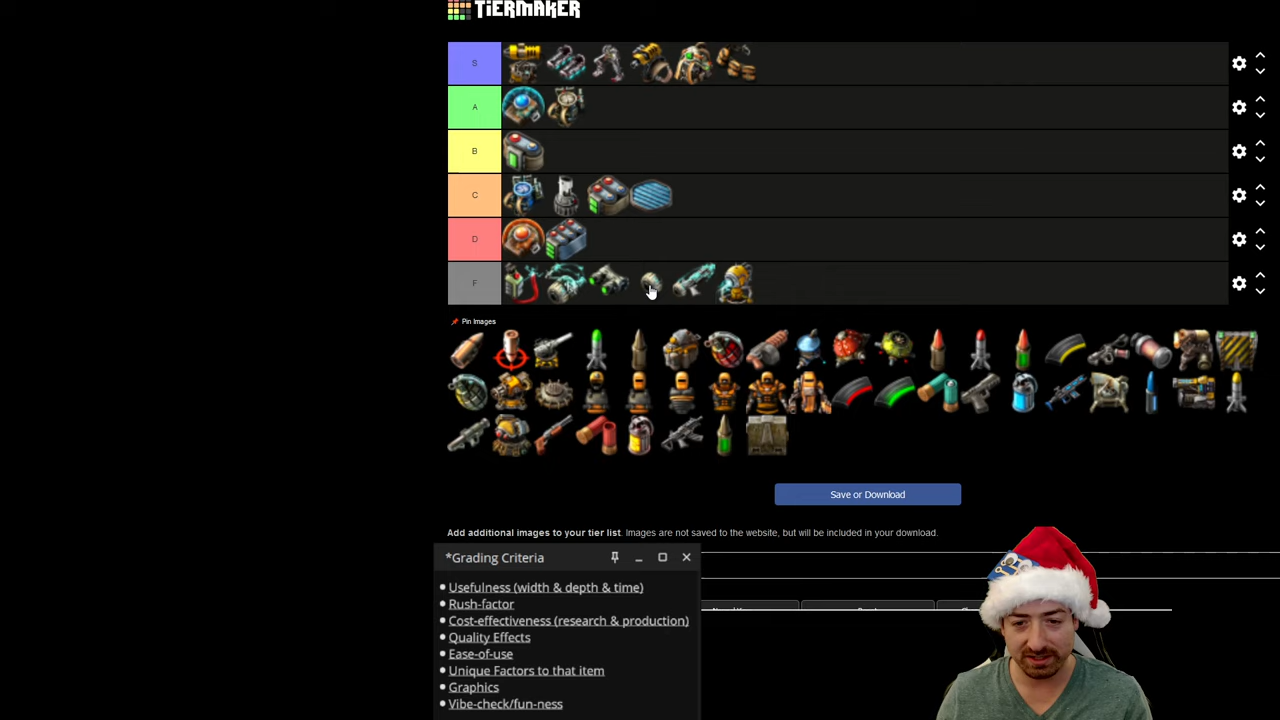 TiERMAKER
S
A
B
C
D
F
Pin Images
Save or Download
Add additional images to your tier list. Images are not saved to the website, but will be included in your download.
*Grading Criteria
Usefulness (width & depth & time)
Rush-factor
Cost-effectiveness (research & production)
Quality Effects
Ease-of-use
Unique Factors to that item
Graphics
Vibe-check/fun-ness